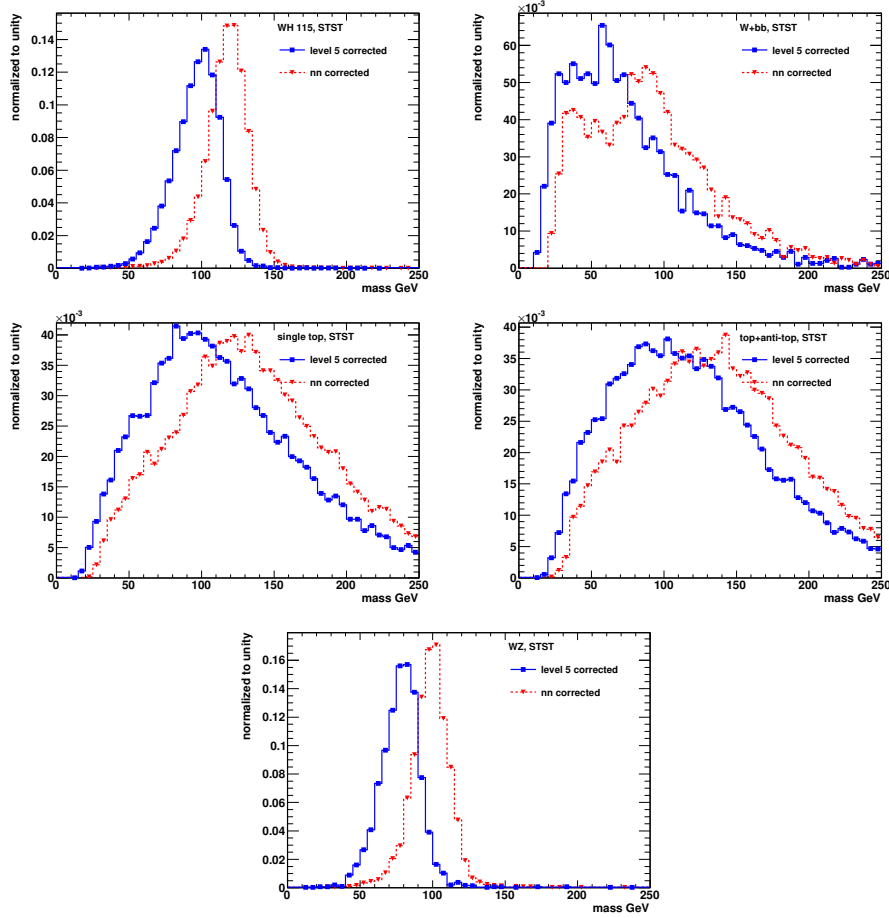 WH 115, STST
level 5 corrected
nn corrected
normalized to unity
0.14
0.12
0.1
0.08
0.06
0.04
0.02
0
0 50 100 150 200 250
mass GeV
×10⁻³
W+bb, STST
level 5 corrected
nn corrected
normalized to unity
60
50
40
30
20
10
0
0 50 100 150 200 250
mass GeV
×10⁻³
single top, STST
level 5 corrected
nn corrected
normalized to unity
40
35
30
25
20
15
10
5
0
0 50 100 150 200 250
mass GeV
×10⁻³
top+anti-top, STST
level 5 corrected
nn corrected
normalized to unity
40
35
30
25
20
15
10
5
0
0 50 100 150 200 250
mass GeV
WZ, STST
level 5 corrected
nn corrected
normalized to unity
0.16
0.14
0.12
0.1
0.08
0.06
0.04
0.02
0
0 50 100 150 200 250
mass GeV